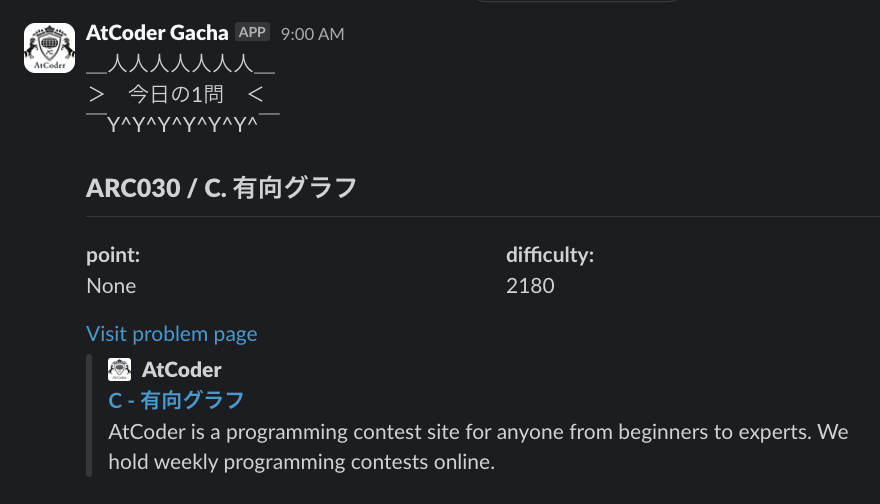 AtCoder Gacha APP 9:00 AM
＿人人人人人人人＿
＞　今日の1問　＜
￣Y^Y^Y^Y^Y^Y^￣
ARC030 / C. 有向グラフ
point:
None
difficulty:
2180
Visit problem page
AtCoder
C - 有向グラフ
AtCoder is a programming contest site for anyone from beginners to experts. We
hold weekly programming contests online.